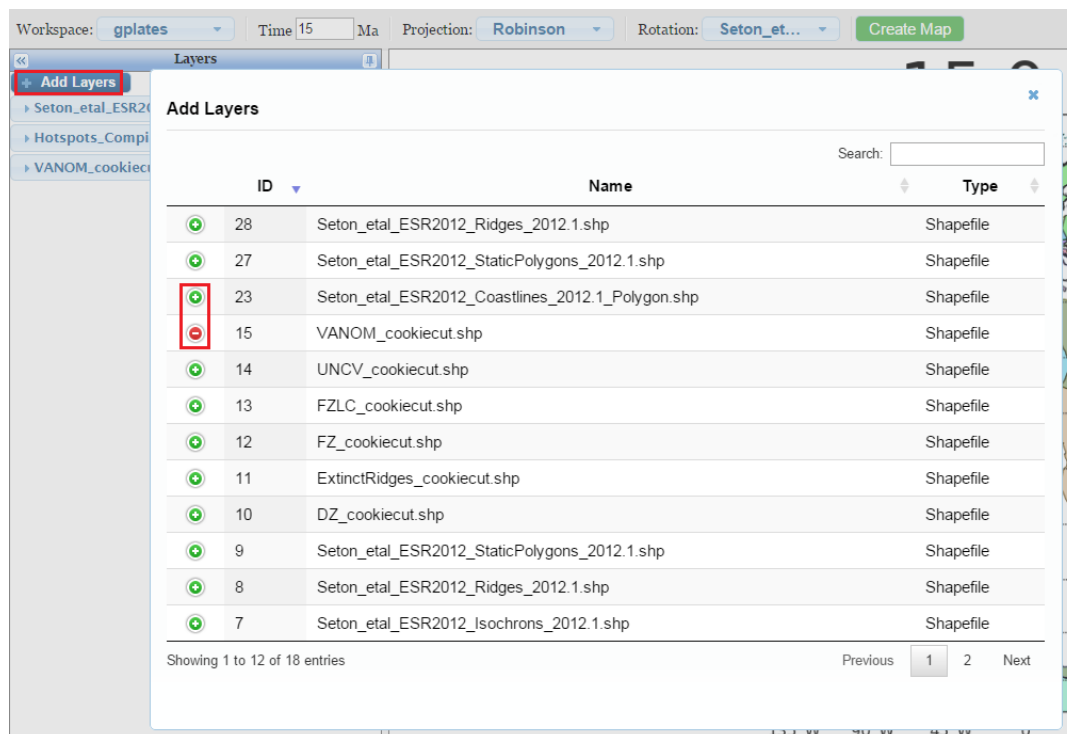 Workspace: gplates Time 15 Ma Projection: Robinson Rotation: Seton_et... Create Map
Layers
+ Add Layers
Seton_etal_ESR2
Hotspots_Compi
VANOM_cookiec
Add Layers
Search:
ID Name Type
28 Seton_etal_ESR2012_Ridges_2012.1.shp Shapefile
27 Seton_etal_ESR2012_StaticPolygons_2012.1.shp Shapefile
23 Seton_etal_ESR2012_Coastlines_2012.1_Polygon.shp Shapefile
15 VANOM_cookiecut.shp Shapefile
14 UNCV_cookiecut.shp Shapefile
13 FZLC_cookiecut.shp Shapefile
12 FZ_cookiecut.shp Shapefile
11 ExtinctRidges_cookiecut.shp Shapefile
10 DZ_cookiecut.shp Shapefile
9 Seton_etal_ESR2012_StaticPolygons_2012.1.shp Shapefile
8 Seton_etal_ESR2012_Ridges_2012.1.shp Shapefile
7 Seton_etal_ESR2012_Isochrons_2012.1.shp Shapefile
Showing 1 to 12 of 18 entries Previous 1 2 Next